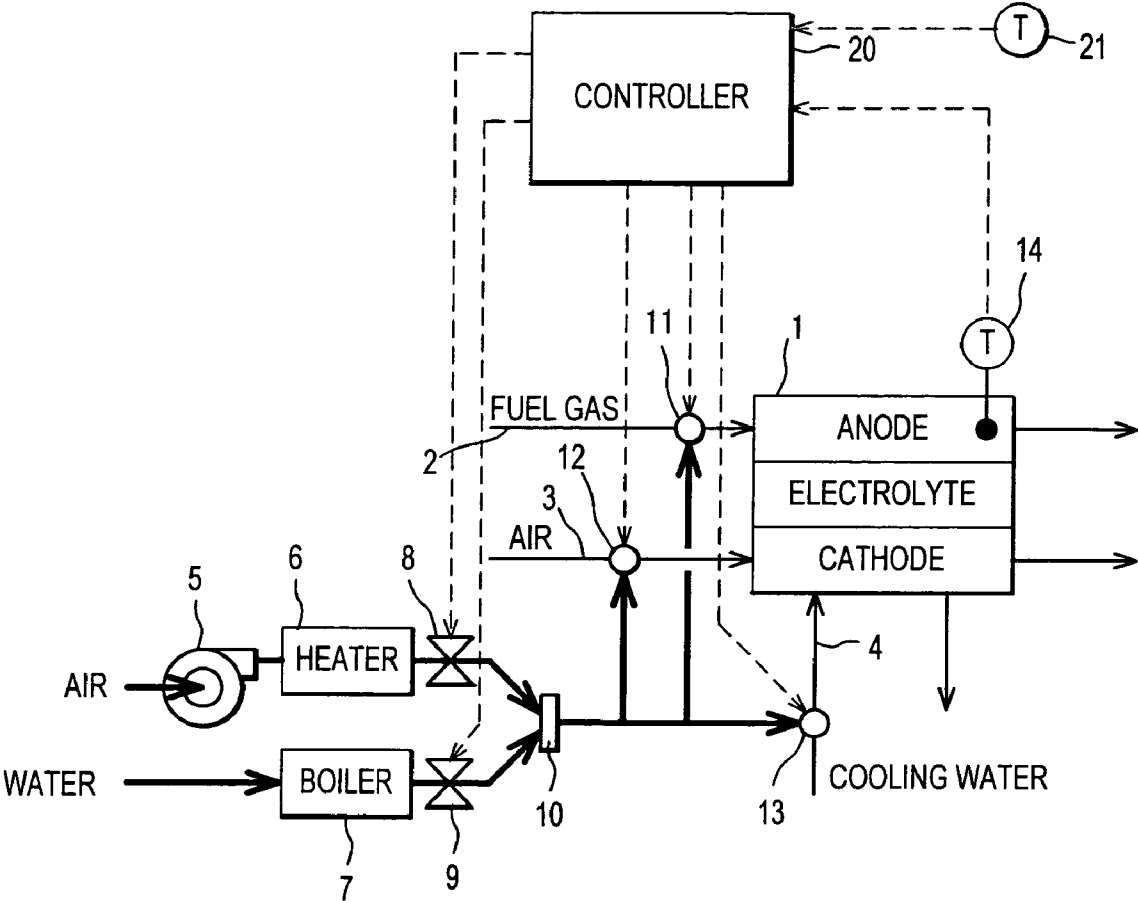 T
21
20
CONTROLLER
14
T
11
1
FUEL GAS
2
ANODE
12
ELECTROLYTE
AIR
3
CATHODE
5
6
8
HEATER
4
AIR
WATER
BOILER
10
13
COOLING WATER
7
9